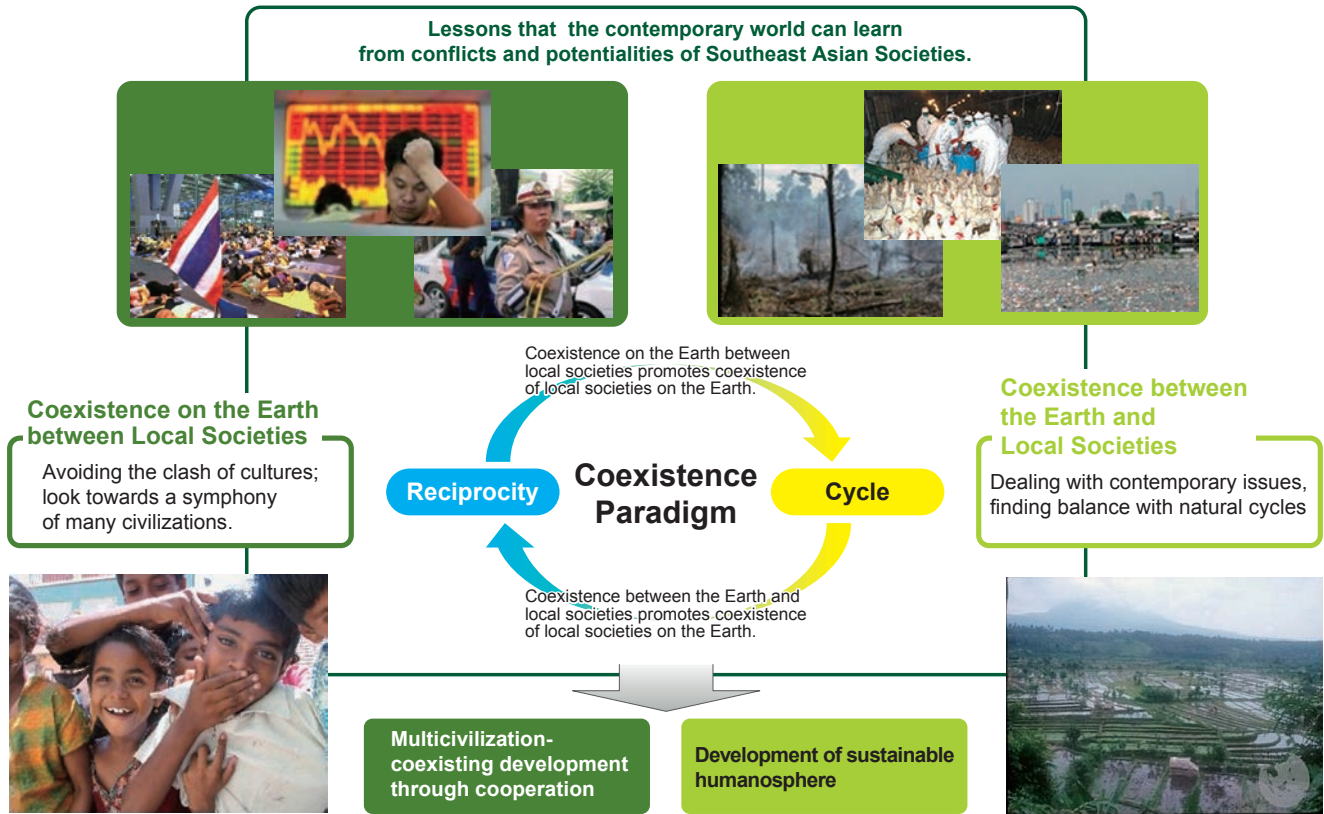 Lessons that the contemporary world can learn
from conflicts and potentialities of Southeast Asian Societies.
Coexistence on the Earth between
local societies promotes coexistence
of local societies on the Earth.
Coexistence on the Earth
between Local Societies
Avoiding the clash of cultures;
look towards a symphony
of many civilizations.
Reciprocity
Coexistence
Paradigm
Cycle
Coexistence between
the Earth and
Local Societies
Dealing with contemporary issues,
finding balance with natural cycles
Coexistence between the Earth and
local societies promotes coexistence
of local societies on the Earth.
Multicivilization-
coexisting development
through cooperation
Development of sustainable
humanosphere